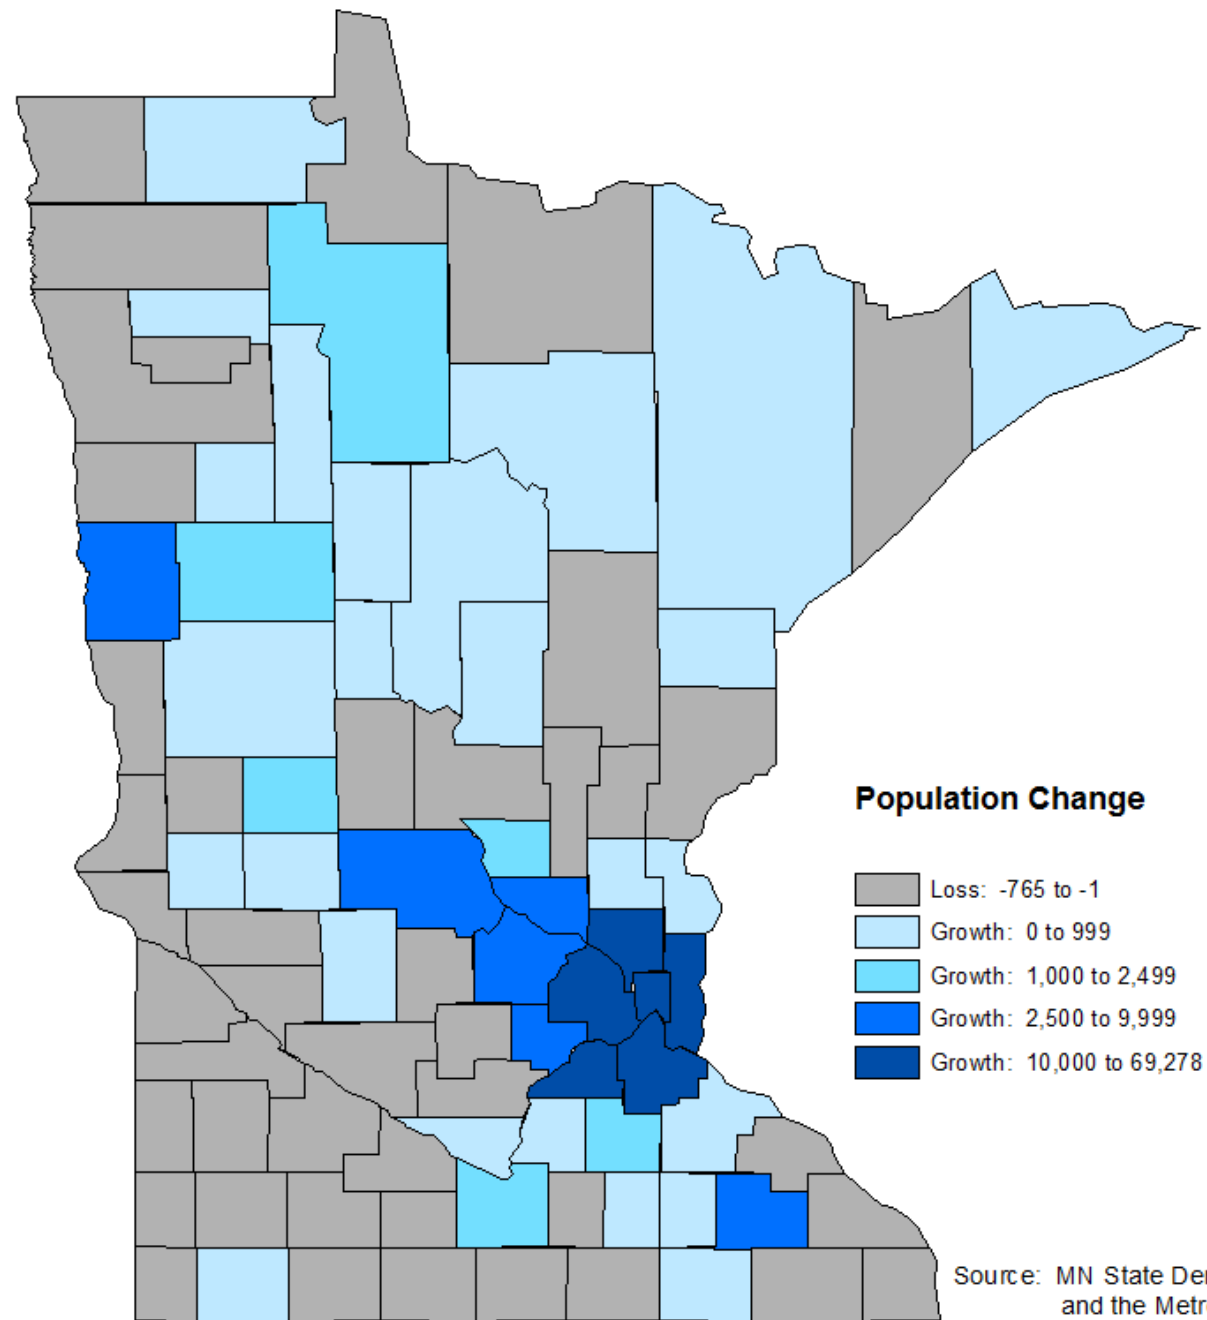 Population Change
Loss: -765 to -1
Growth: 0 to 999
Growth: 1,000 to 2,499
Growth: 2,500 to 9,999
Growth: 10,000 to 69,278
Source: MN State
and the